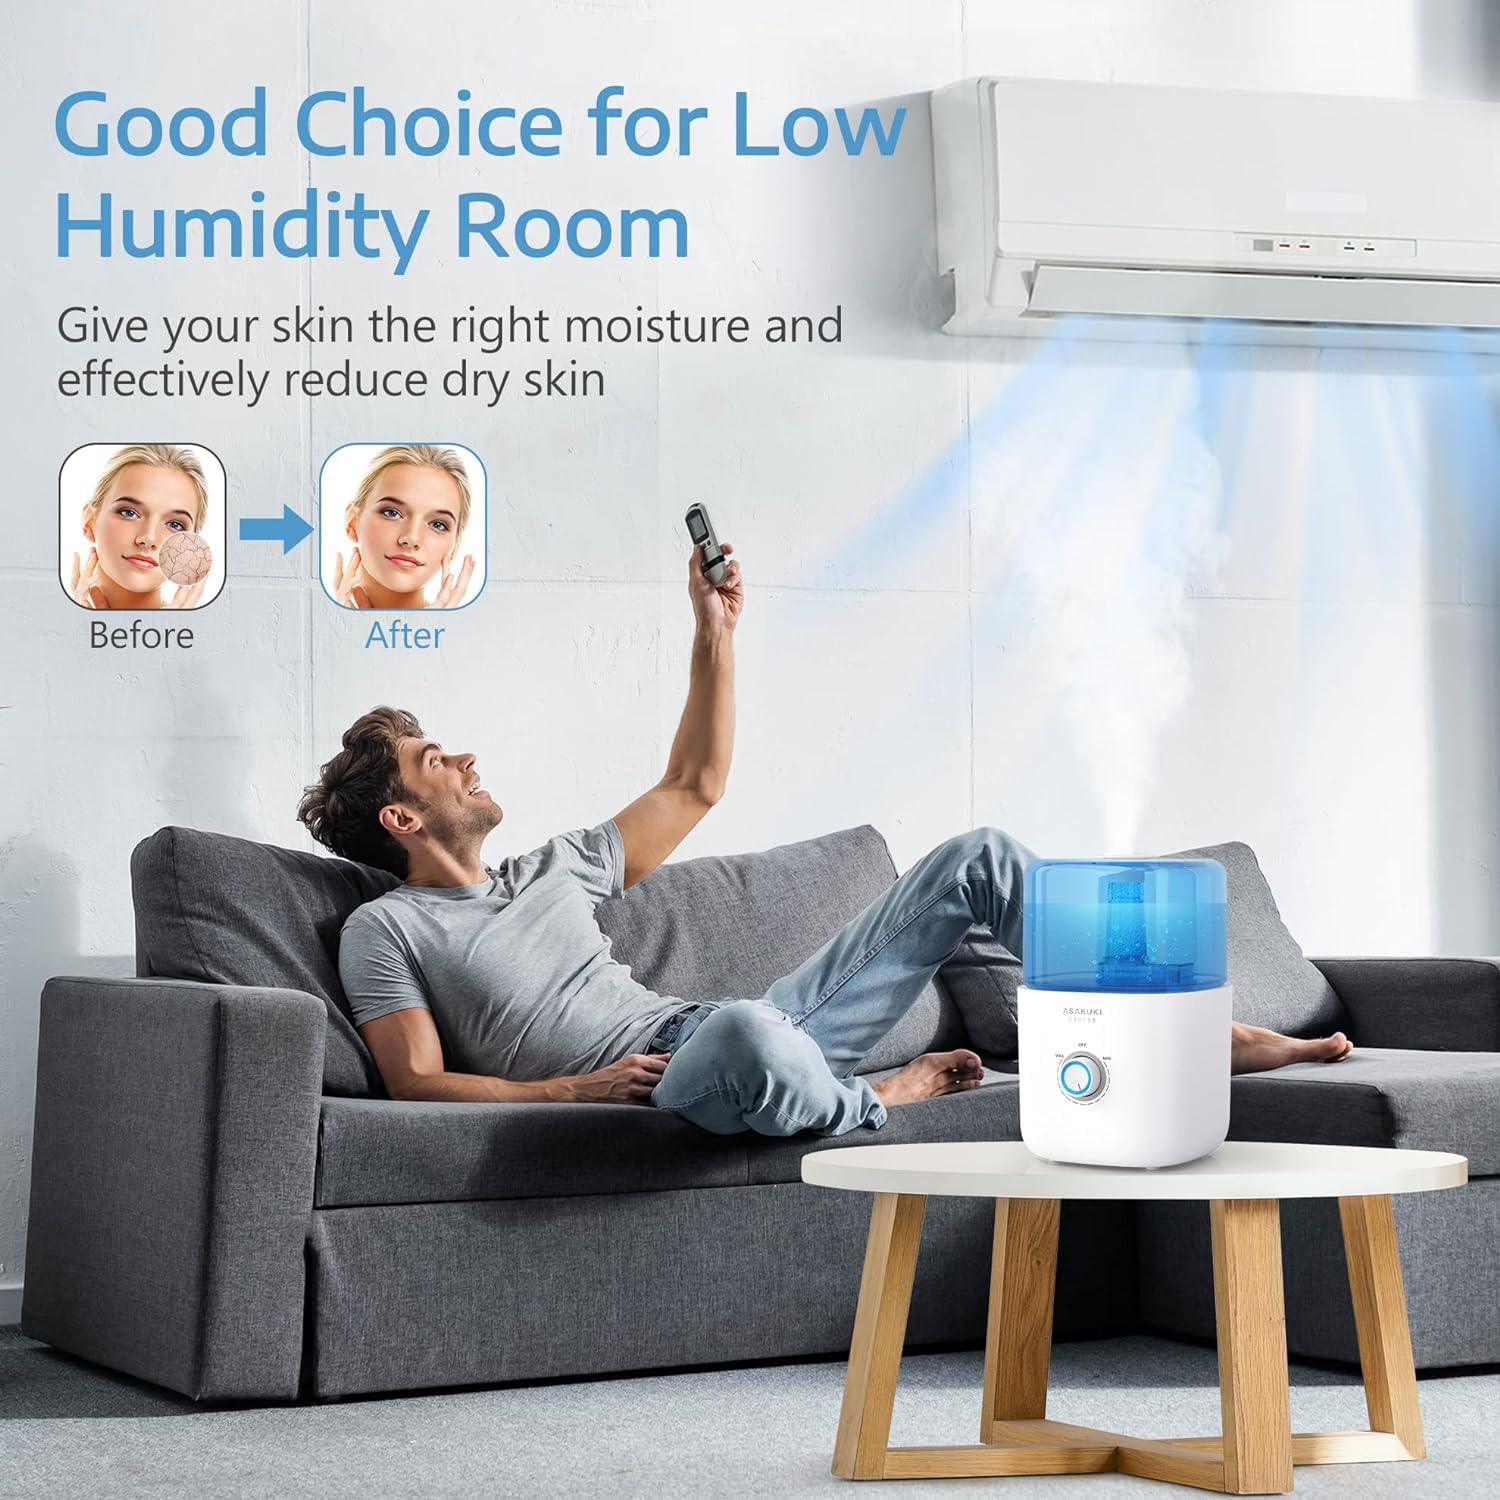 Good Choice for Low
Humidity Room
Give your skin the right moisture and
effectively reduce dry skin
Before
After
ASAKUKI
OFF
MIN